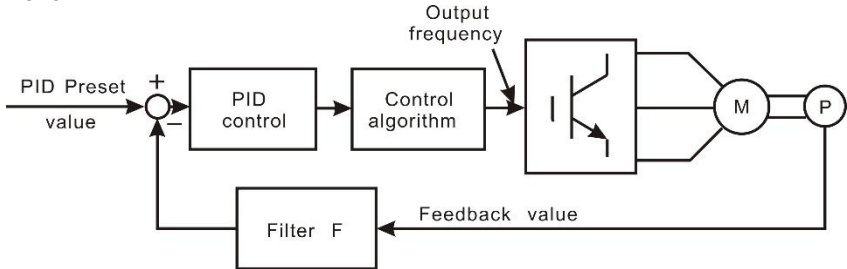 Output
frequency
PID Preset
value
+
−
PID
control
Control
algorithm
M
P
Filter F
Feedback value